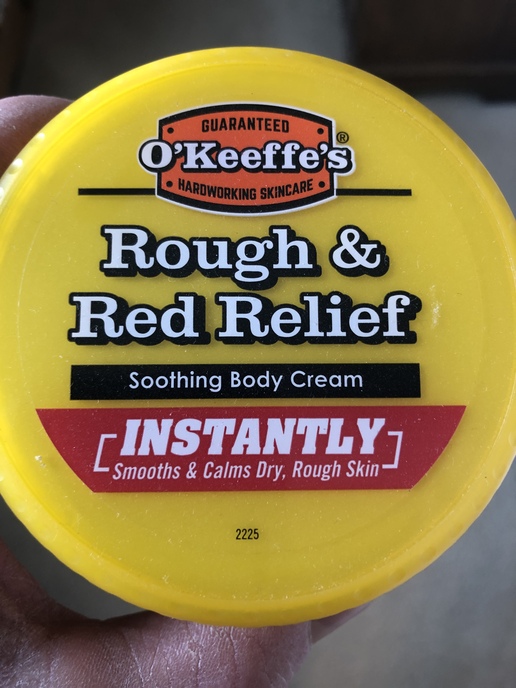 GUARANTEED
O'Keeffe's®
• HARDWORKING SKINCARE •
Rough &
Red Relief
Soothing Body Cream
[INSTANTLY]
Smooths & Calms Dry, Rough Skin
2225